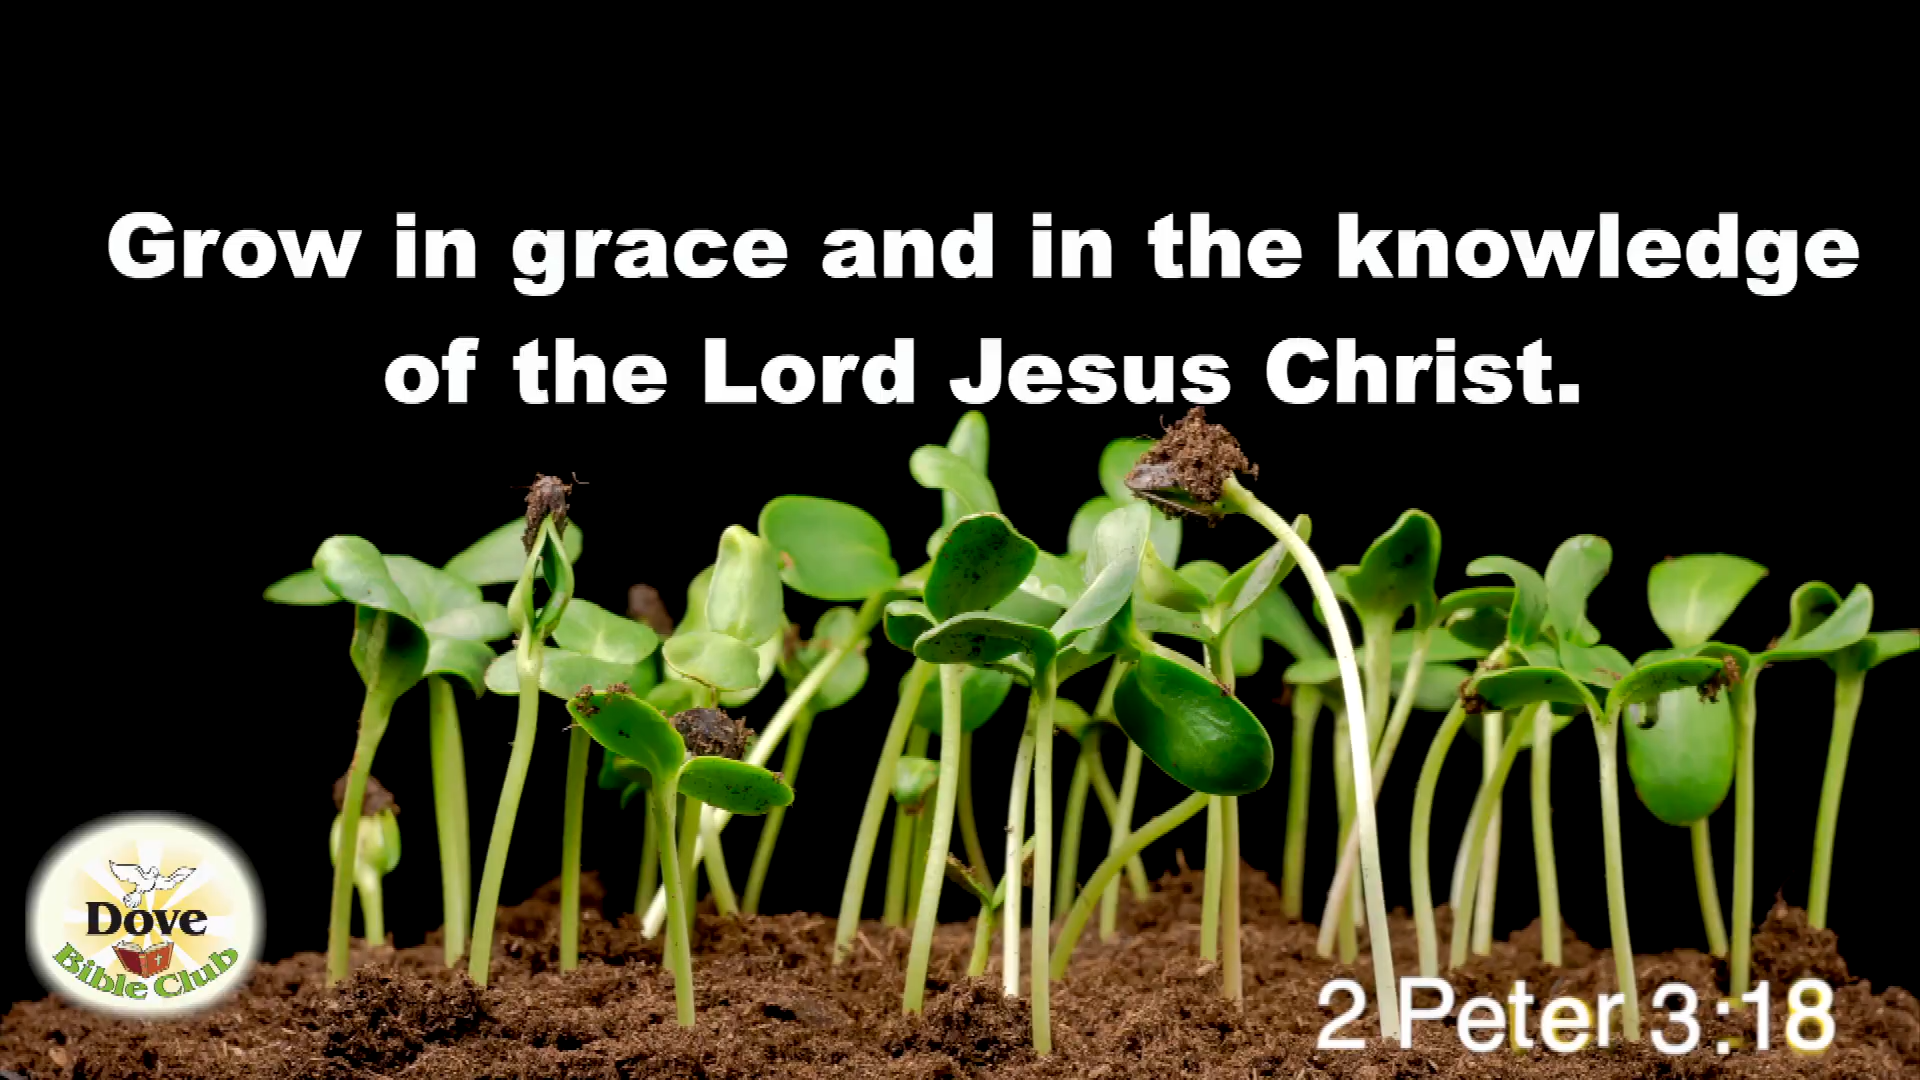 Grow in grace and in the knowledge
of the Lord Jesus Christ.
Dove
Bible Club
2 Peter 3:18